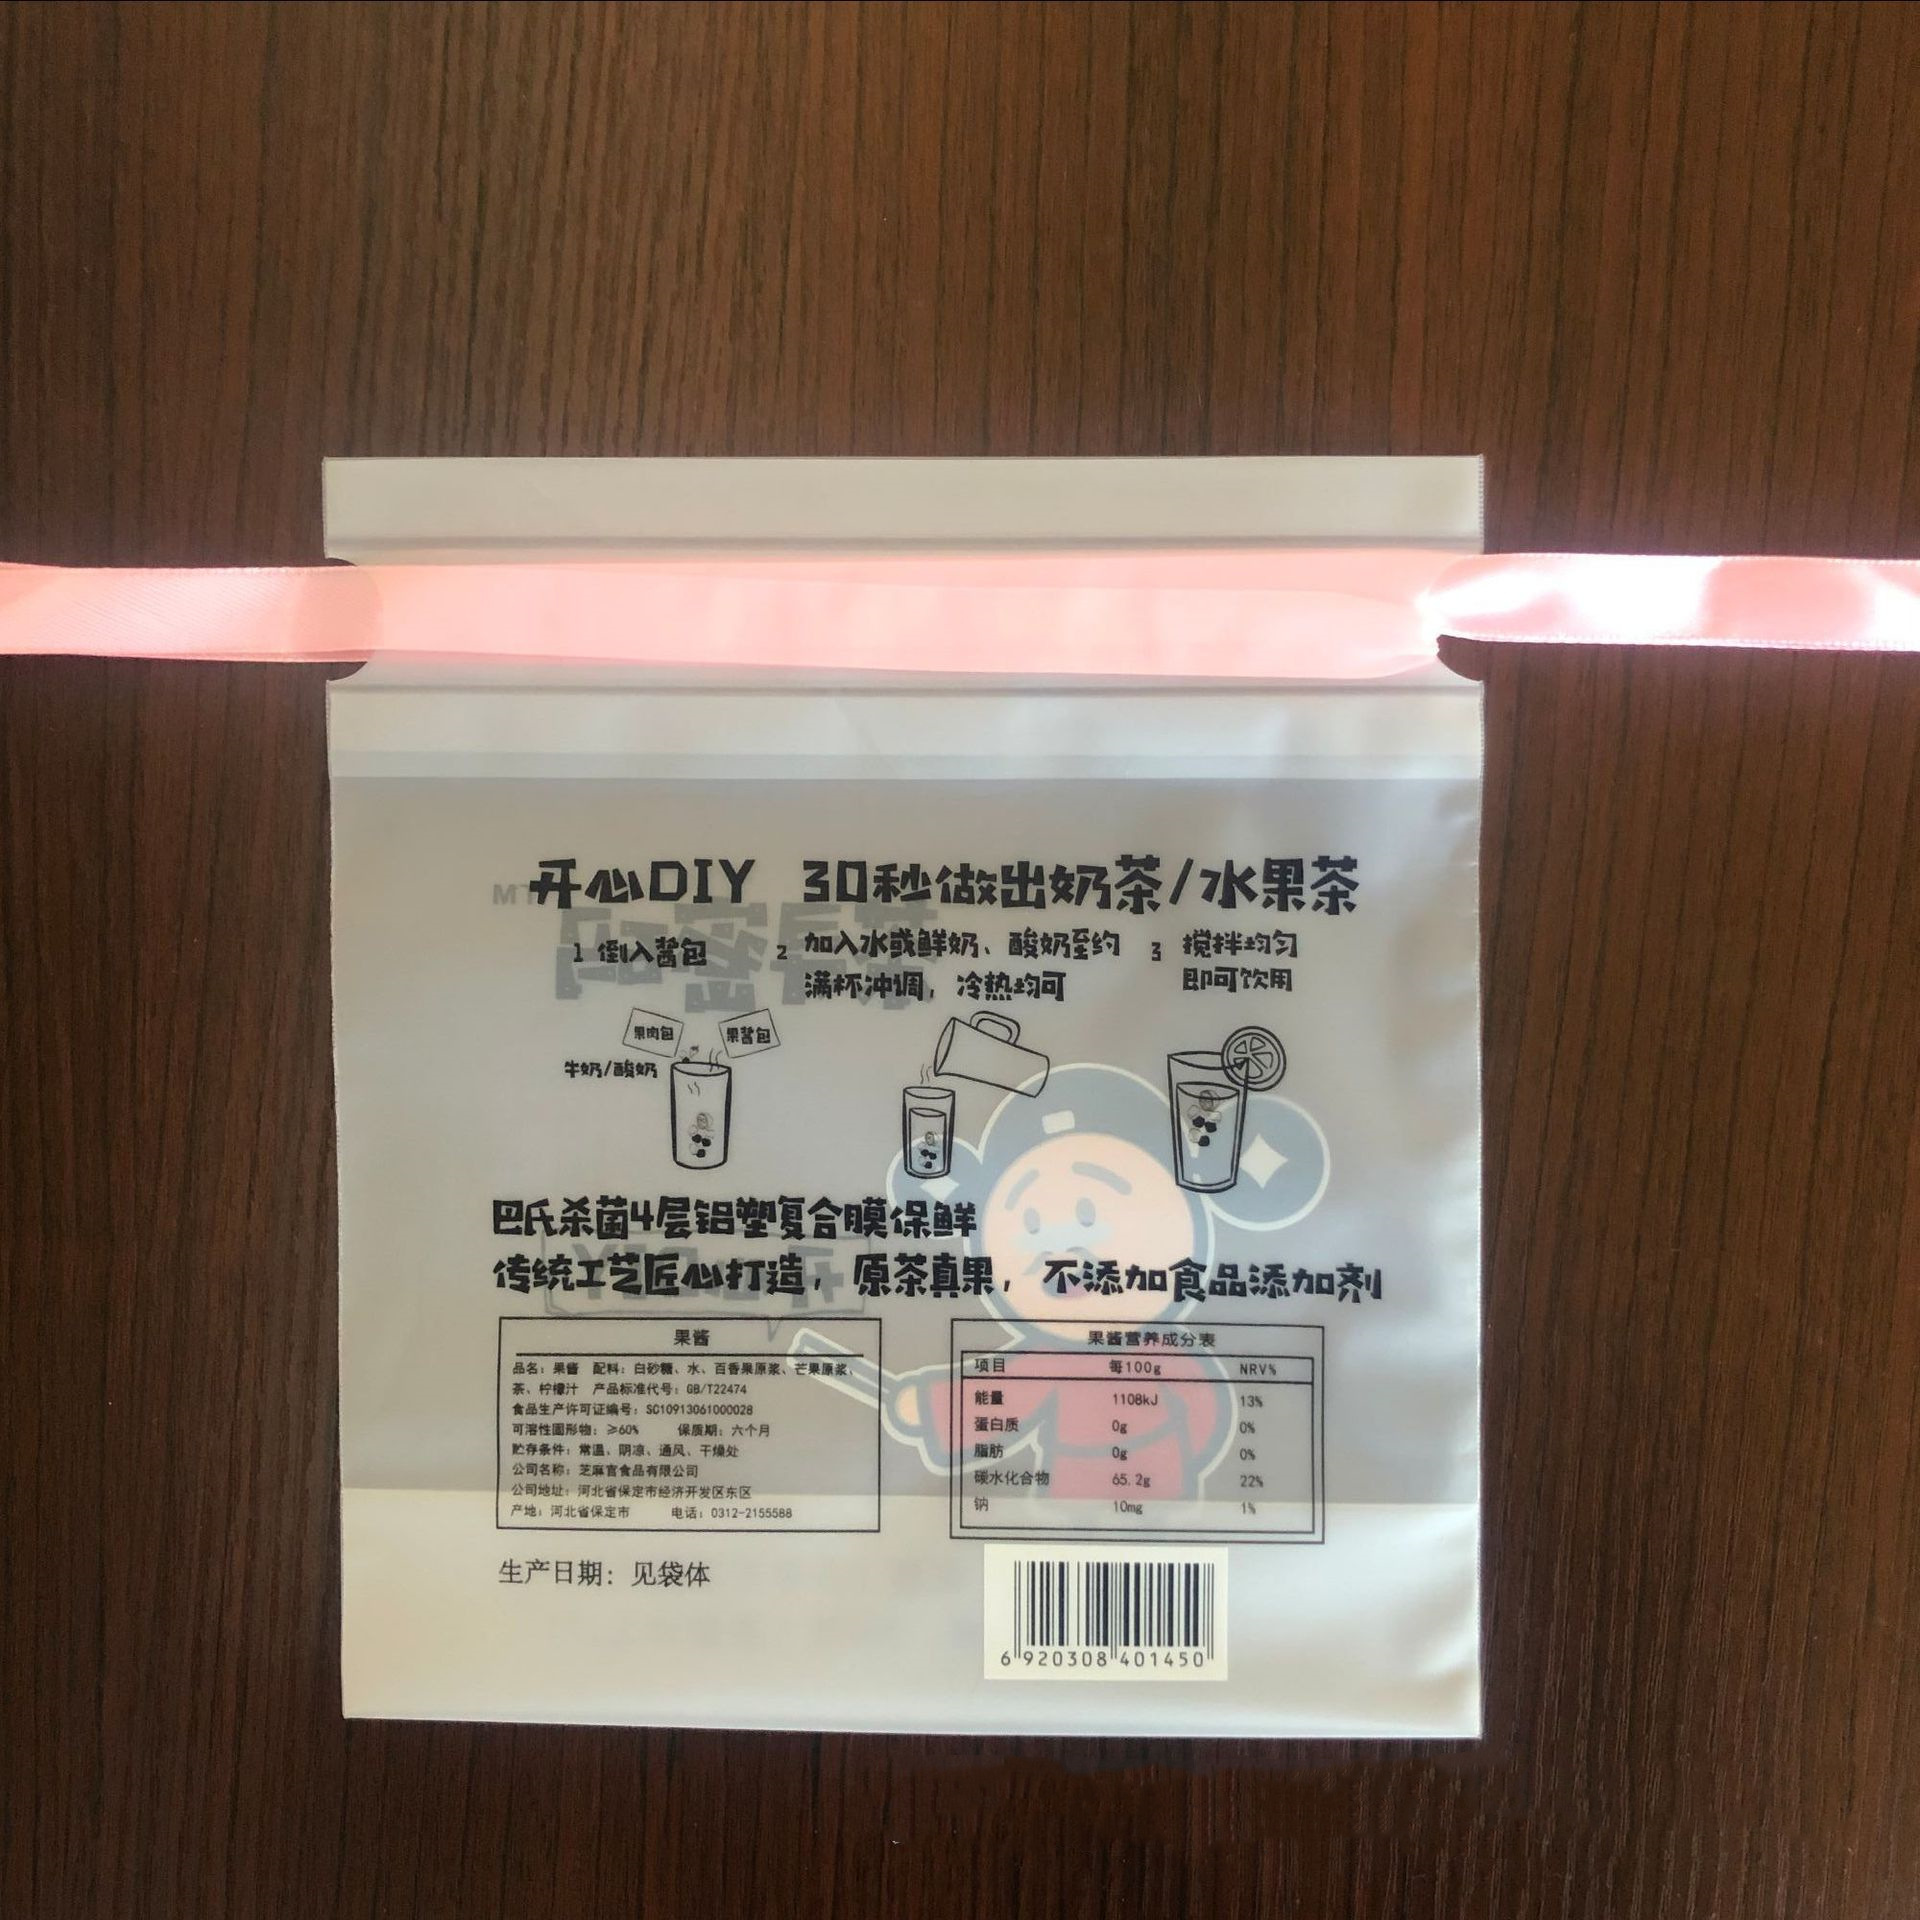 开心DIY 30秒做出奶茶/水果茶
1 倒入酱包
2 加入水或鲜奶、酸奶至约
满杯冲调，冷热均可
3 搅拌均匀
即可饮用
果肉包
果酱包
牛奶/酸奶
巴氏杀菌4层铝塑复合膜保鲜
传统工艺匠心打造，原茶真果，不添加食品添加剂
果酱
品名：果酱 配料：白砂糖、水、百香果原浆、芒果原浆、
茶、柠檬汁 产品标准代号：GB/T22474
食品生产许可证编号：SC10913061000028
可溶性固形物：≥60% 保质期：六个月
贮存条件：常温、阴凉、通风、干燥处
公司名称：芝麻官食品有限公司
公司地址：河北省保定市经济开发区东区
产地：河北省保定市 电话：0312-2155588
果酱营养成分表
项目 每100g NRV%
能量 1108kJ 13%
蛋白质 0g 0%
脂肪 0g 0%
碳水化合物 65.2g 22%
钠 10mg 1%
生产日期：见袋体
6 920308 401450